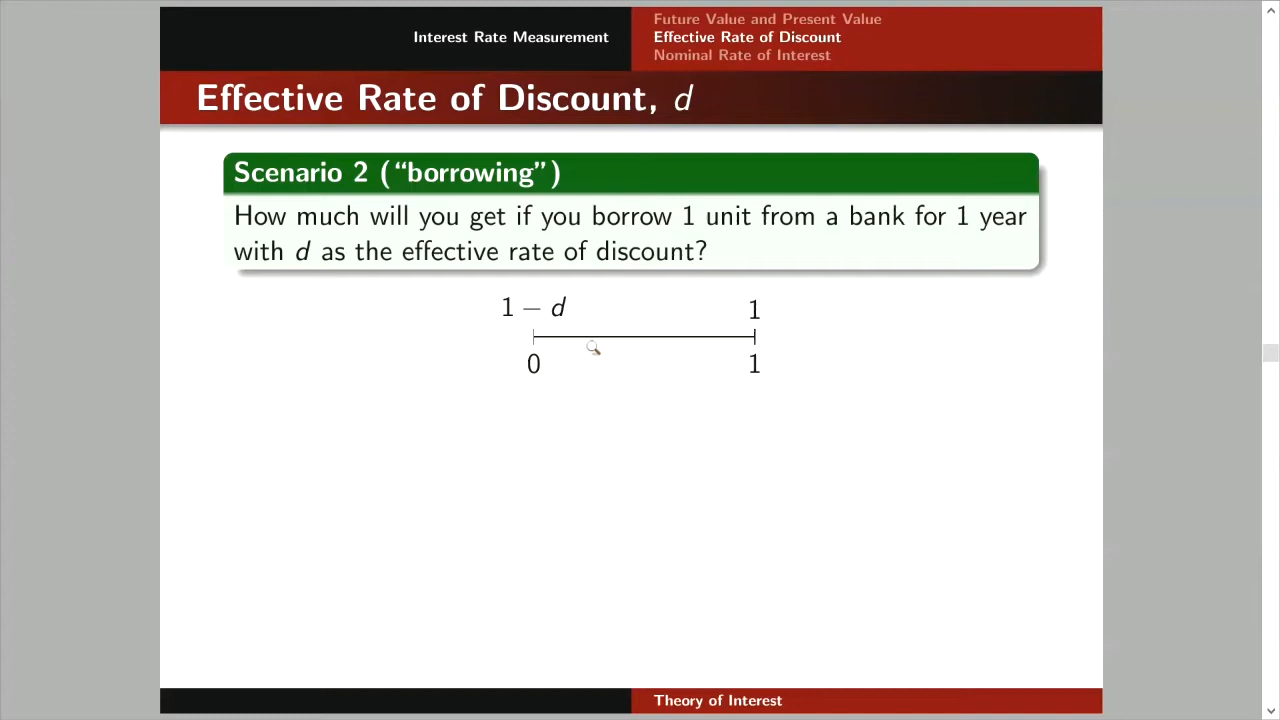 Interest Rate Measurement
Future Value and Present Value
Effective Rate of Discount
Nominal Rate of Interest
Effective Rate of Discount, d
Scenario 2 (“borrowing”)
How much will you get if you borrow 1 unit from a bank for 1 year
with d as the effective rate of discount?
1 − d 1
0 1
Theory of Interest